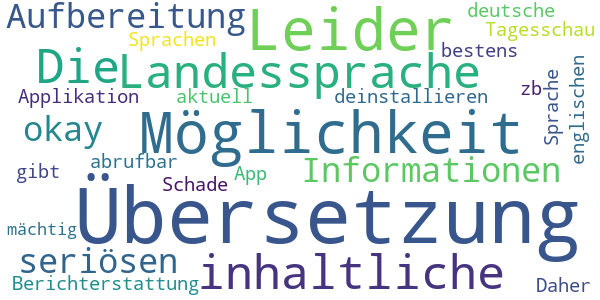 Aufbereitung
Leider
deutsche
Tagesschau
Sprachen
bestens
Die
Landessprache
Applikation
aktuell
deinstallieren
zb
Sprache
englischen
okay
Möglichkeit
abrufbar
gibt
Schade
App
Informationen
Übersetzung
mächtig
seriösen
inhaltliche
Berichterstattung
Daher